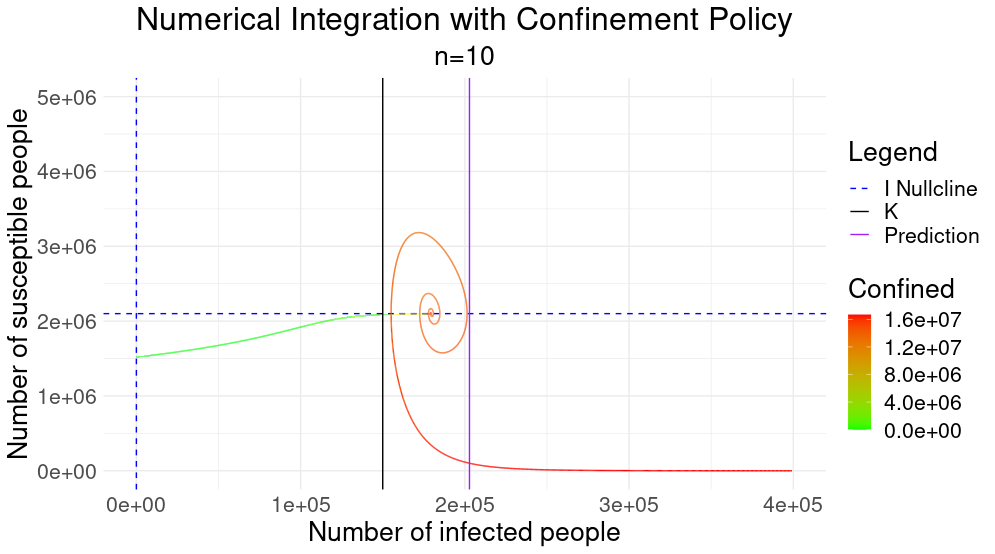 Numerical Integration with Confinement Policy
n=10
Number of susceptible people
5e+06
4e+06
3e+06
2e+06
1e+06
0e+00
0e+00
1e+05
2e+05
3e+05
4e+05
Number of infected people
Legend
I Nullcline
K
Prediction
Confined
1.6e+07
1.2e+07
8.0e+06
4.0e+06
0.0e+00